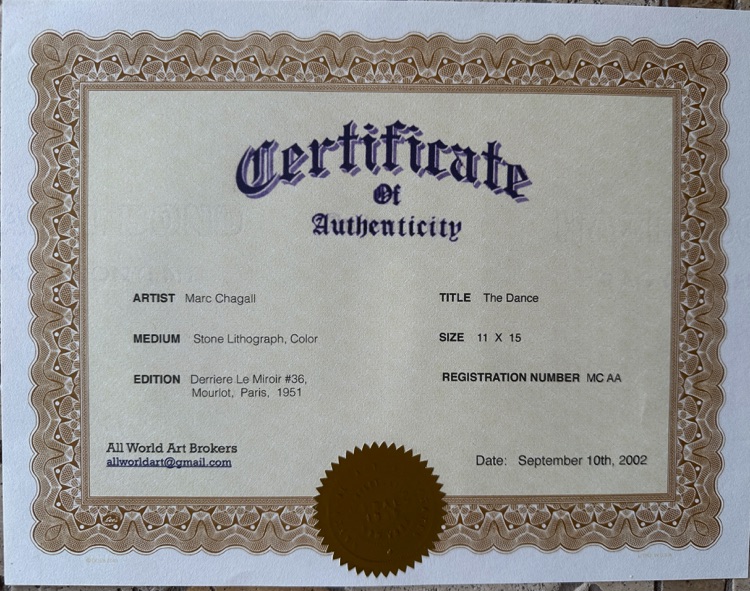 Certificate
Of
Authenticity
ARTIST Marc Chagall
TITLE The Dance
MEDIUM Stone Lithograph, Color
SIZE 11 X 15
EDITION Derriere Le Miroir #36,
Mourlot, Paris, 1951
REGISTRATION NUMBER MC AA
All World Art Brokers
allworldart@gmail.com
Date: September 10th, 2002